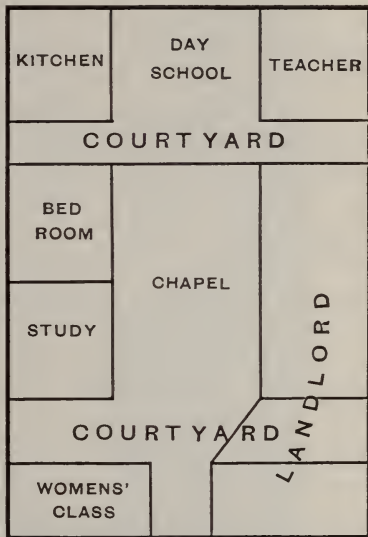 KITCHEN
DAY
SCHOOL
TEACHER
COURTYARD
BED
ROOM
CHAPEL
STUDY
LANDLORD
COURTYARD
WOMENS'
CLASS